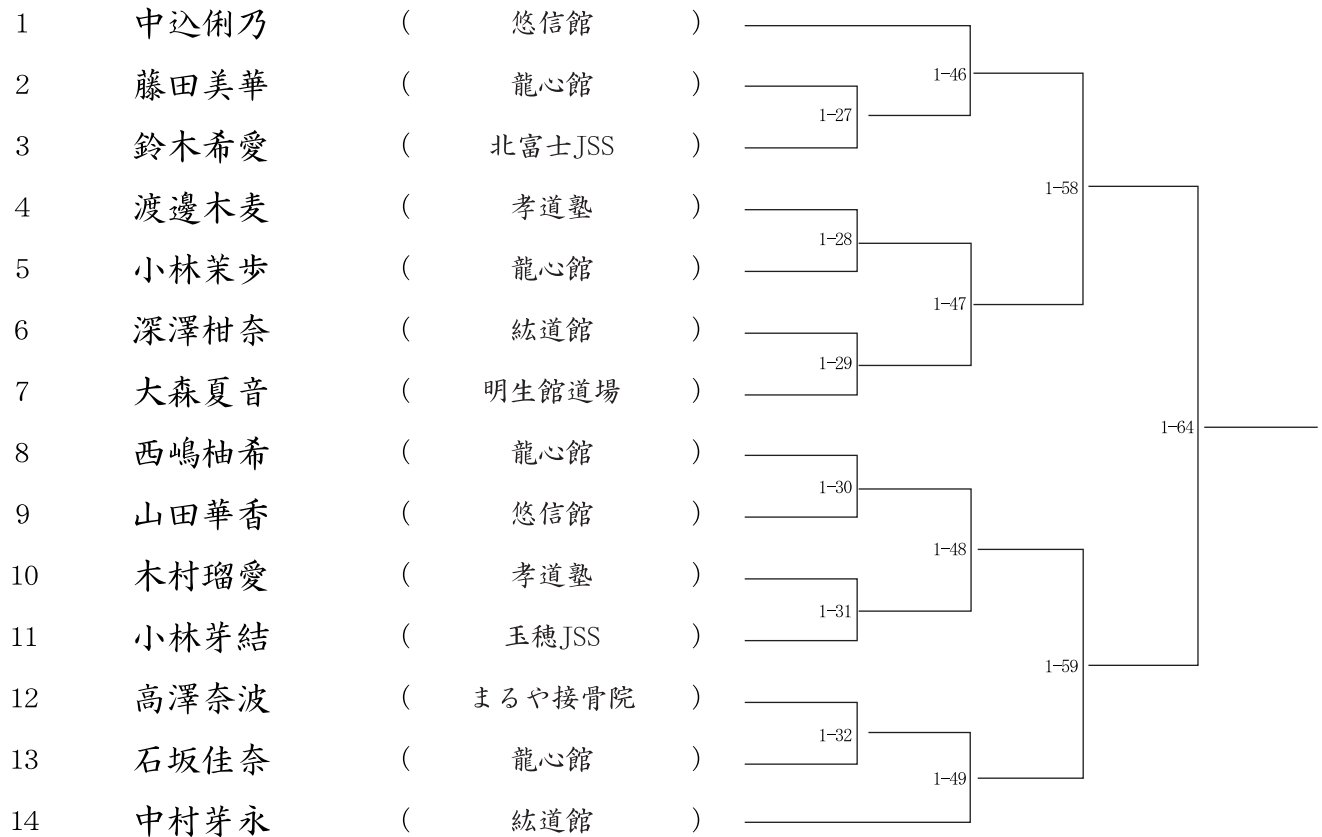 1 中込俐乃 ( 悠信館 )
1-46
2 藤田美華 ( 龍心館 )
1-27
3 鈴木希愛 ( 北富士JSS )
1-58
4 渡邊木麦 ( 孝道塾 )
1-28
5 小林茉歩 ( 龍心館 )
1-47
6 深澤柑奈 ( 紘道館 )
1-29
7 大森夏音 ( 明生館道場 )
1-64
8 西嶋柚希 ( 龍心館 )
1-30
9 山田華香 ( 悠信館 )
1-48
10 木村瑠愛 ( 孝道塾 )
1-31
11 小林芽結 ( 玉穂JSS )
1-59
12 高澤奈波 ( まるや接骨院 )
1-32
13 石坂佳奈 ( 龍心館 )
1-49
14 中村芽永 ( 紘道館 )